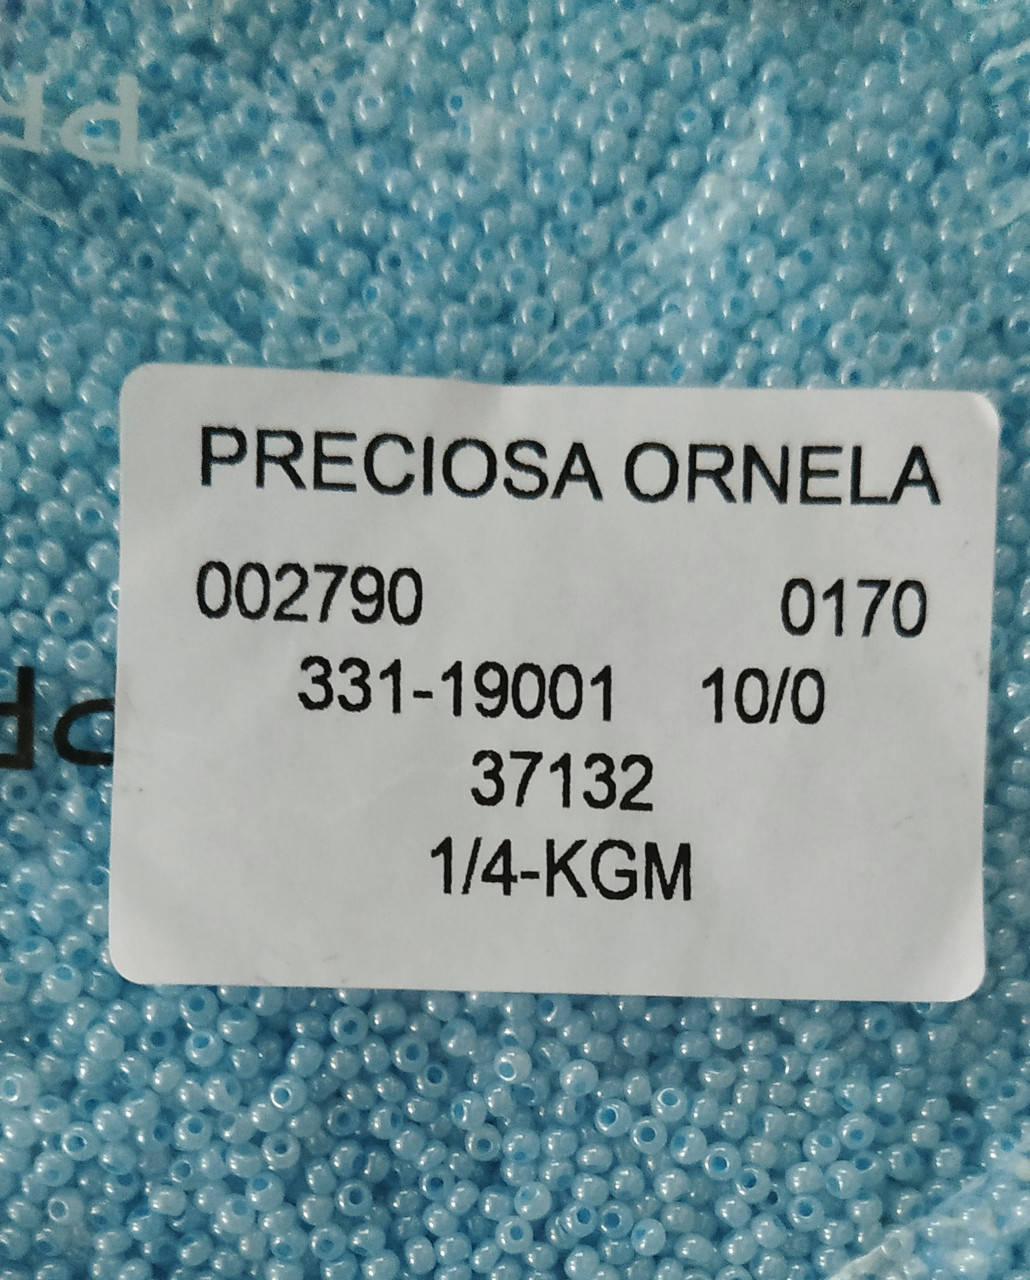 PRECIOSA ORNELA
002790 0170
331-19001 10/0
37132
1/4-KGM